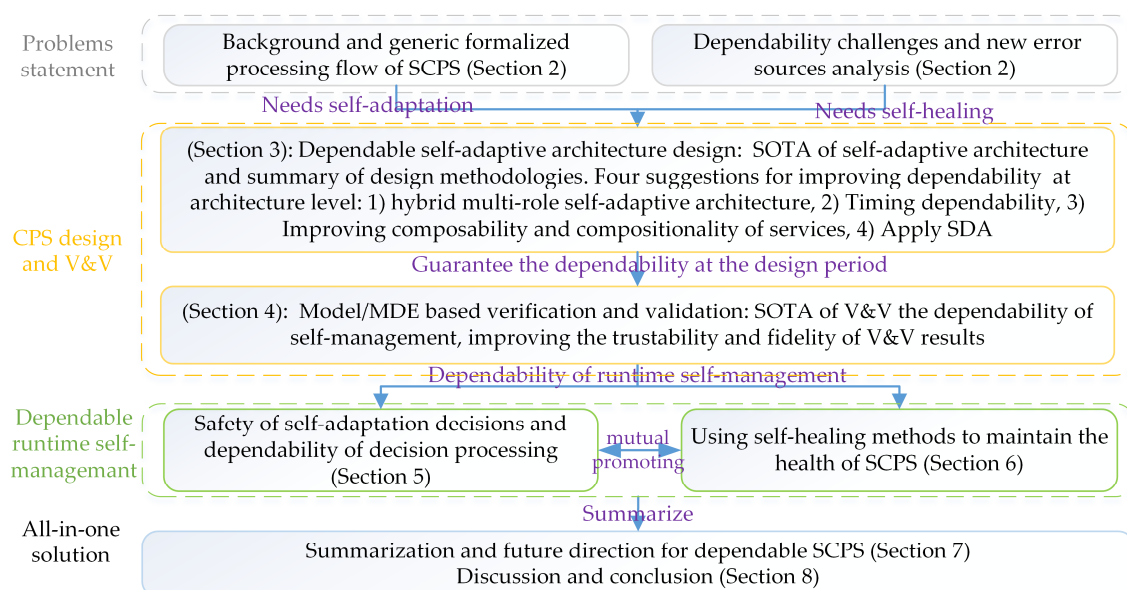 Problems
statement
Background and generic formalized
processing flow of SCPS (Section 2)
Dependability challenges and new error
sources analysis (Section 2)
Needs self-adaptation
Needs self-healing
CPS design
and V&V
(Section 3): Dependable self-adaptive architecture design: SOTA of self-adaptive architecture
and summary of design methodologies. Four suggestions for improving dependability at
architecture level: 1) hybrid multi-role self-adaptive architecture, 2) Timing dependability, 3)
Improving composability and compositionality of services, 4) Apply SDA
Guarantee the dependability at the design period
(Section 4): Model/MDE based verification and validation: SOTA of V&V the dependability of
self-management, improving the trustability and fidelity of V&V results
Dependability of runtime self-management
Dependable
runtime self-
managemant
Safety of self-adaptation decisions and
dependability of decision processing
(Section 5)
mutual
promoting
Using self-healing methods to maintain the
health of SCPS (Section 6)
Summarize
All-in-one
solution
Summarization and future direction for dependable SCPS (Section 7)
Discussion and conclusion (Section 8)